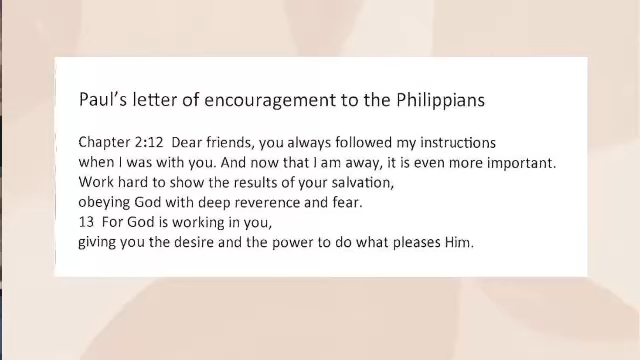 Paul's letter of encouragement to the Philippians
Chapter 2:12  Dear friends, you always followed my instructions
when I was with you. And now that I am away, it is even more important.
Work hard to show the results of your salvation,
obeying God with deep reverence and fear.
13  For God is working in you,
giving you the desire and the power to do what pleases Him.